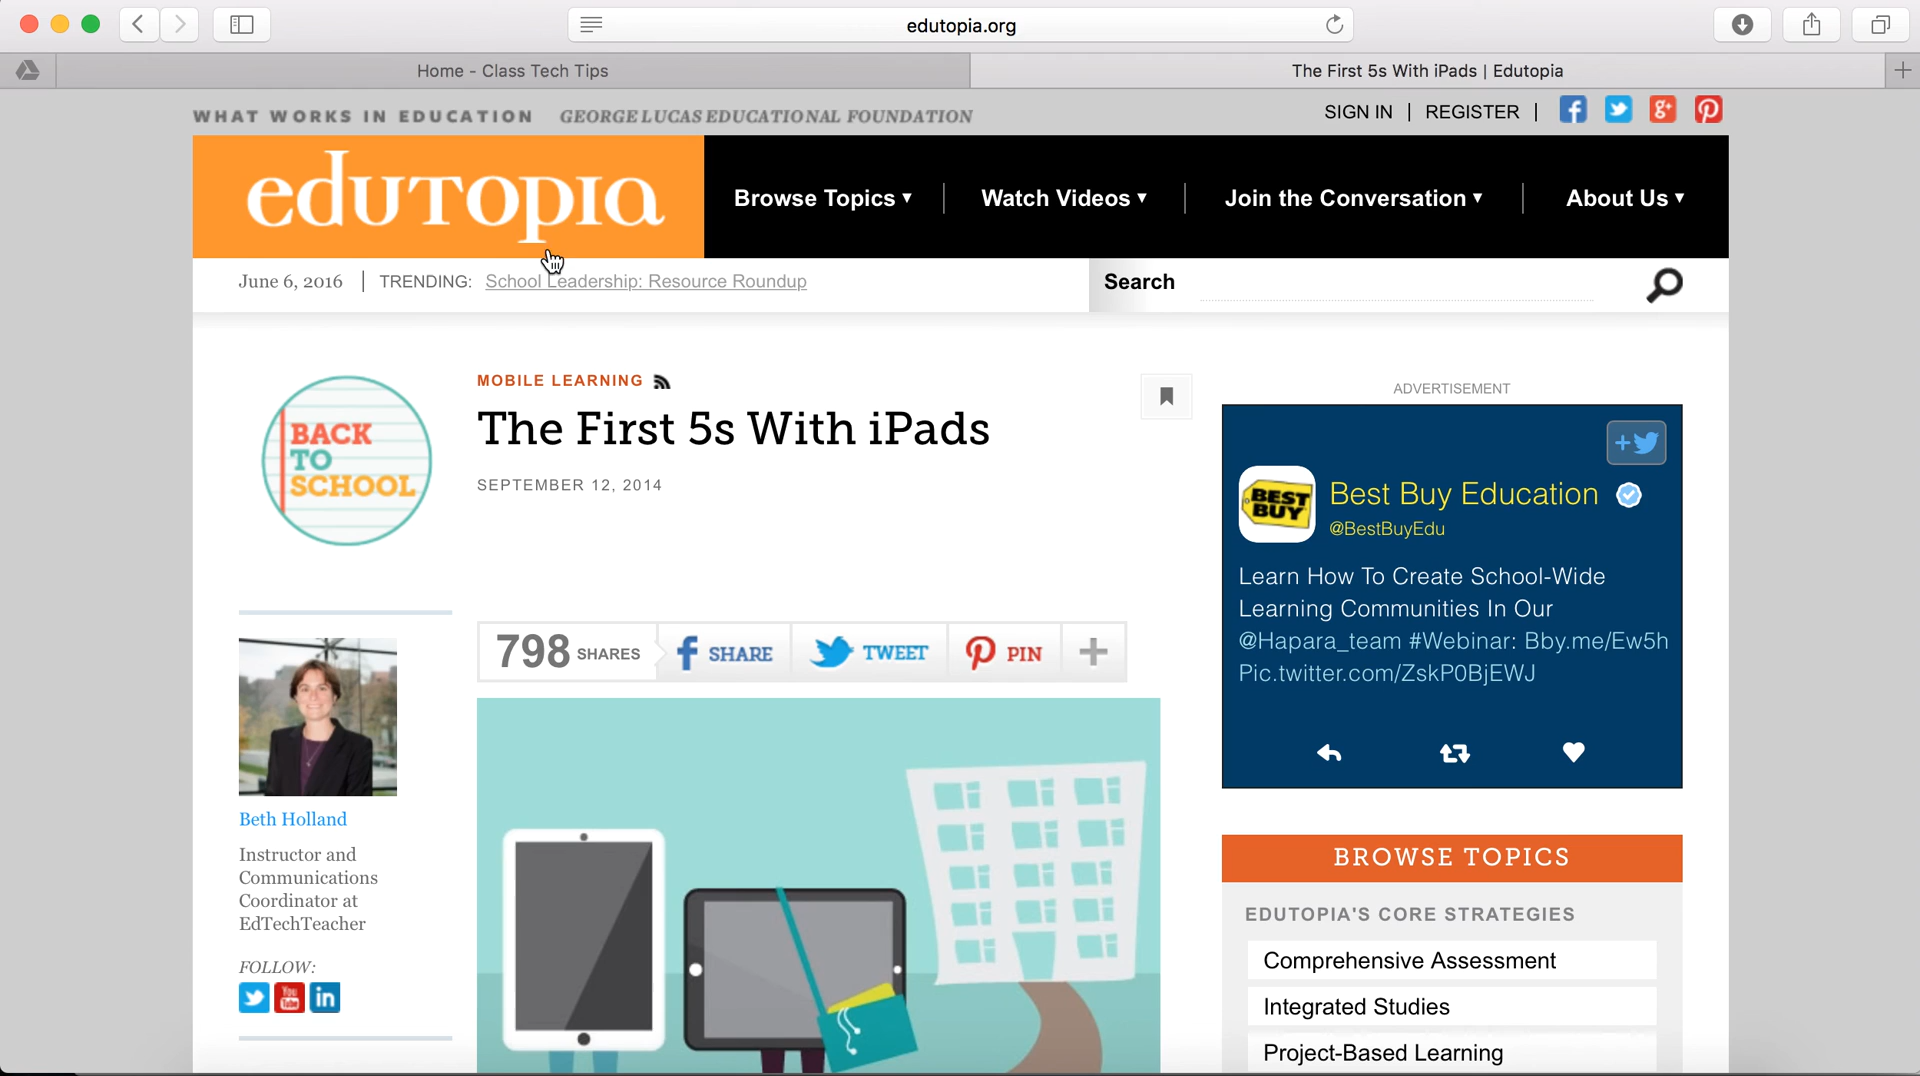 edutopia.org
Home - Class Tech Tips
The First 5s With iPads | Edutopia
WHAT WORKS IN EDUCATION GEORGE LUCAS EDUCATIONAL FOUNDATION
SIGN IN | REGISTER |
edutopia
Browse Topics
Watch Videos
Join the Conversation
About Us
June 6, 2016 | TRENDING: School Leadership: Resource Roundup
Search
BACK
TO
SCHOOL
MOBILE LEARNING
The First 5s With iPads
SEPTEMBER 12, 2014
798 SHARES
SHARE
TWEET
PIN
Beth Holland
Instructor and
Communications
Coordinator at
EdTechTeacher
FOLLOW:
You
Tube
in
ADVERTISEMENT
BEST
BUY
Best Buy Education
@BestBuyEdu
Learn How To Create School-Wide
Learning Communities In Our
@Hapara_team #Webinar: Bby.me/Ew5h
Pic.twitter.com/ZskP0BjEWJ
BROWSE TOPICS
EDUTOPIA'S CORE STRATEGIES
Comprehensive Assessment
Integrated Studies
Project-Based Learning